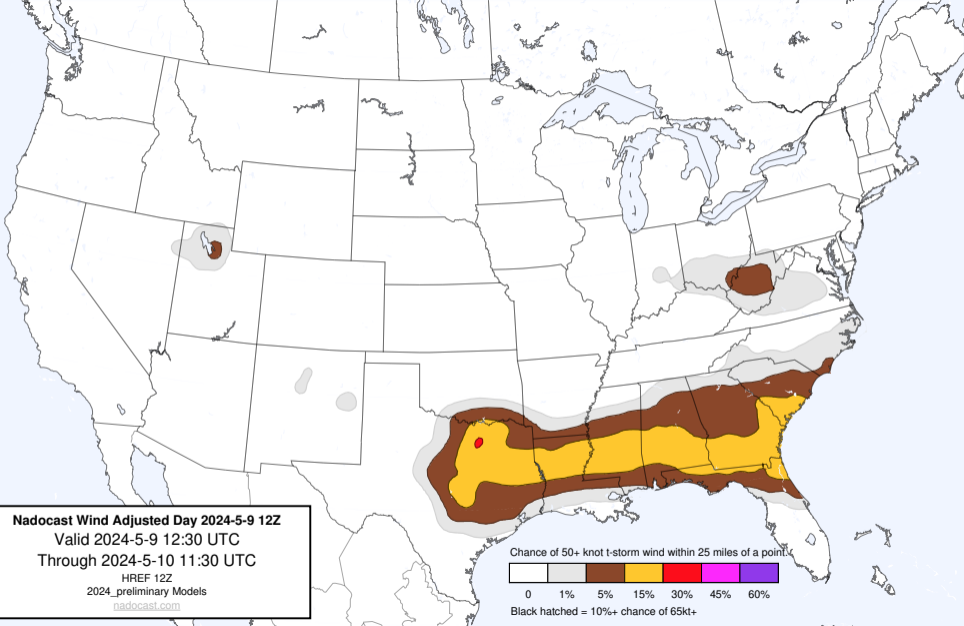 Nadocast Wind Adjusted Day 2024-5-9 12Z
Valid 2024-5-9 12:30 UTC
Through 2024-5-10 11:30 UTC
HREF 12Z
2024_preliminary Models
nadocast.com
Chance of 50+ knot t-storm wind within 25 miles of a point.
0 1% 5% 15% 30% 45% 60%
Black hatched = 10%+ chance of 65kt+